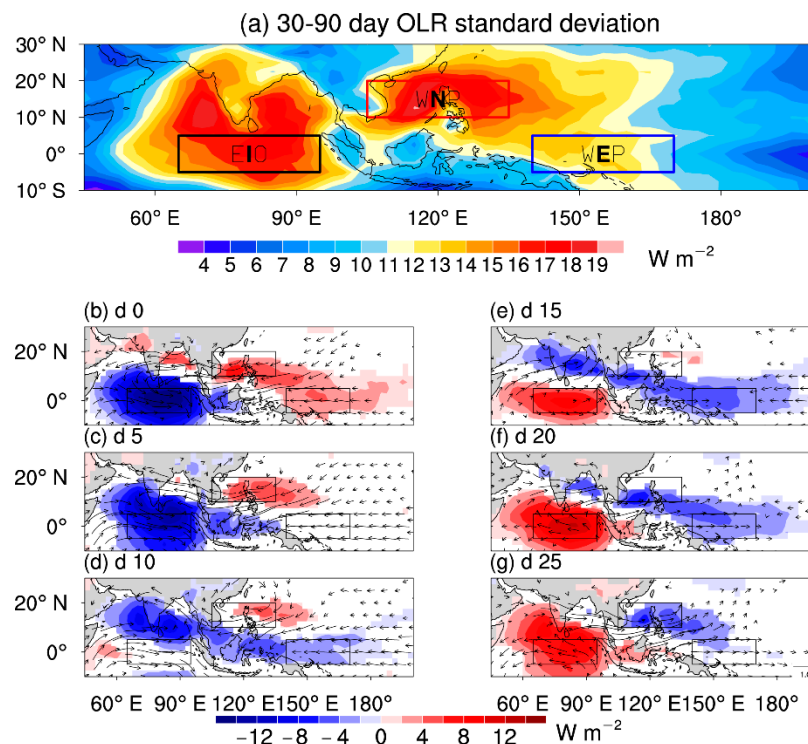 (a) 30-90 day OLR standard deviation
30° N
20° N
10° N
0°
10° S
WNP
EIO
WEP
60° E 90° E 120° E 150° E 180°
4 5 6 7 8 9 10 11 12 13 14 15 16 17 18 19 W m−2
(b) d 0
20° N
0°
(c) d 5
20° N
0°
(d) d 10
20° N
0°
(e) d 15
(f) d 20
(g) d 25
60° E 90° E 120° E 150° E 180° 60° E 90° E 120° E 150° E 180°
−12 −8 −4 0 4 8 12 W m−2